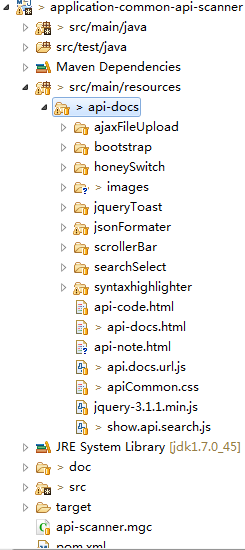 > application-common-api-scanner
> src/main/java
src/test/java
Maven Dependencies
> src/main/resources
> api-docs
ajaxFileUpload
bootstrap
honeySwitch
> images
jqueryToast
jsonFormater
scrollerBar
searchSelect
syntaxhighlighter
api-code.html
> api-docs.html
api-note.html
> api.docs.url.js
> apiCommon.css
jquery-3.1.1.min.js
> show.api.search.js
JRE System Library [jdk1.7.0_45]
> doc
> src
target
api-scanner.mgc
pom.xml